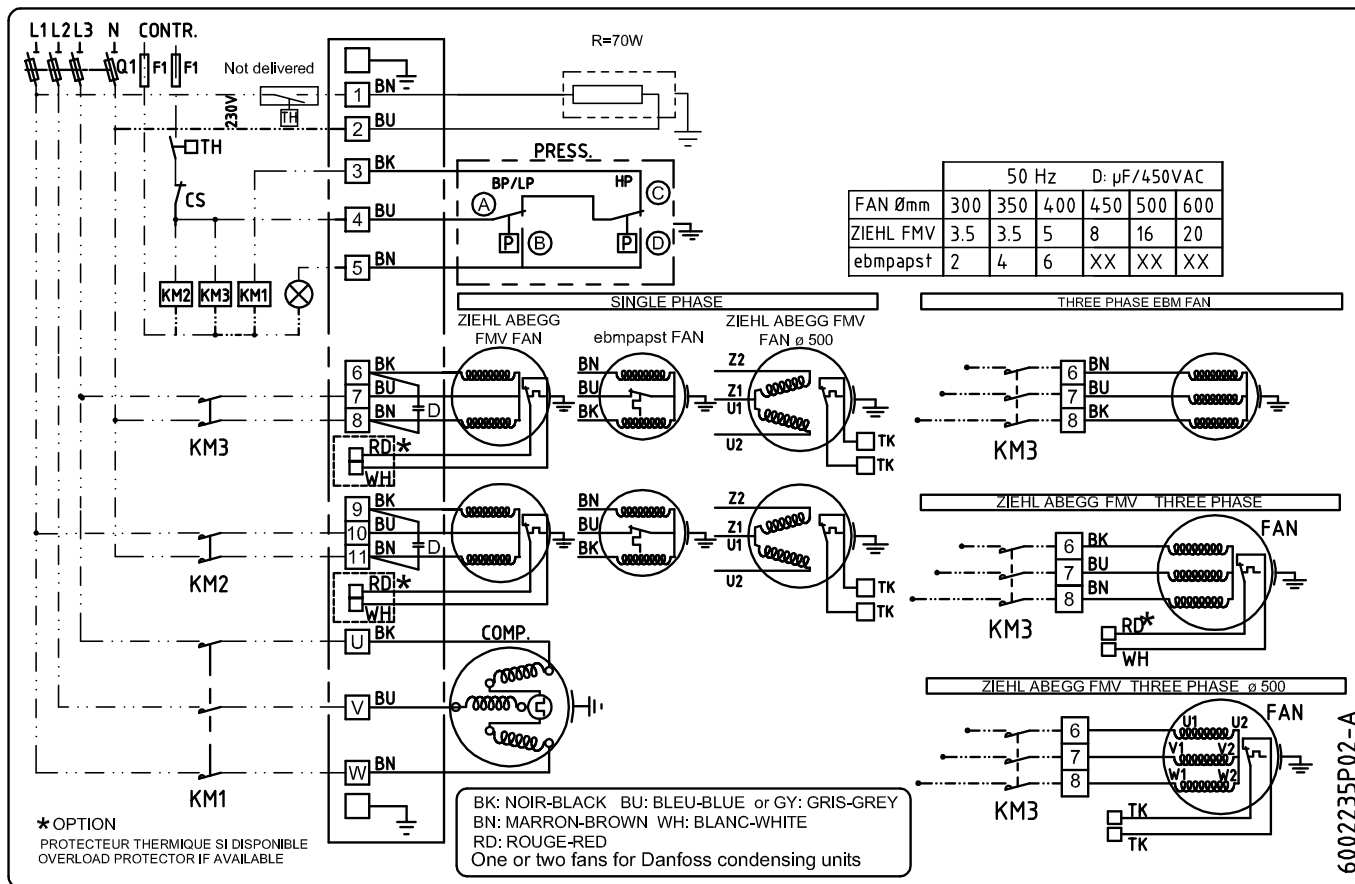 L1 L2 L3 N CONTR.
Q1 F1 F1
Not delivered
230V
TH
TH
CS
KM2 KM3 KM1
1 BN
2 BU
3 BK
4 BU
5 BN
R=70W
PRESS.
BP/LP HP
A C
P B P D
50 Hz D: µF/450VAC
FAN Ømm 300 350 400 450 500 600
ZIEHL FMV 3.5 3.5 5 8 16 20
ebmpapst 2 4 6 XX XX XX
SINGLE PHASE
ZIEHL ABEGG
FMV FAN
ebmpapst FAN
ZIEHL ABEGG FMV
FAN ø 500
6 BK
7 BU
8 BN
D
RD*
WH
KM3
BN
BU
BK
Z2
Z1
U1
U2
TK
TK
9 BK
10 BU
11 BN
D
RD*
WH
KM2
BN
BU
BK
Z2
Z1
U1
U2
TK
TK
U BK
V BU
W BN
KM1
COMP.
THREE PHASE EBM FAN
6 BN
7 BU
8 BK
KM3
ZIEHL ABEGG FMV THREE PHASE
FAN
6 BK
7 BU
8 BN
KM3
RD*
WH
ZIEHL ABEGG FMV THREE PHASE ø 500
FAN
6 U1 U2
7 V1 V2
8 W1 W2
KM3
TK
TK
* OPTION
PROTECTEUR THERMIQUE SI DISPONIBLE
OVERLOAD PROTECTOR IF AVAILABLE
BK: NOIR-BLACK BU: BLEU-BLUE or GY: GRIS-GREY
BN: MARRON-BROWN WH: BLANC-WHITE
RD: ROUGE-RED
One or two fans for Danfoss condensing units
6002235P02-A